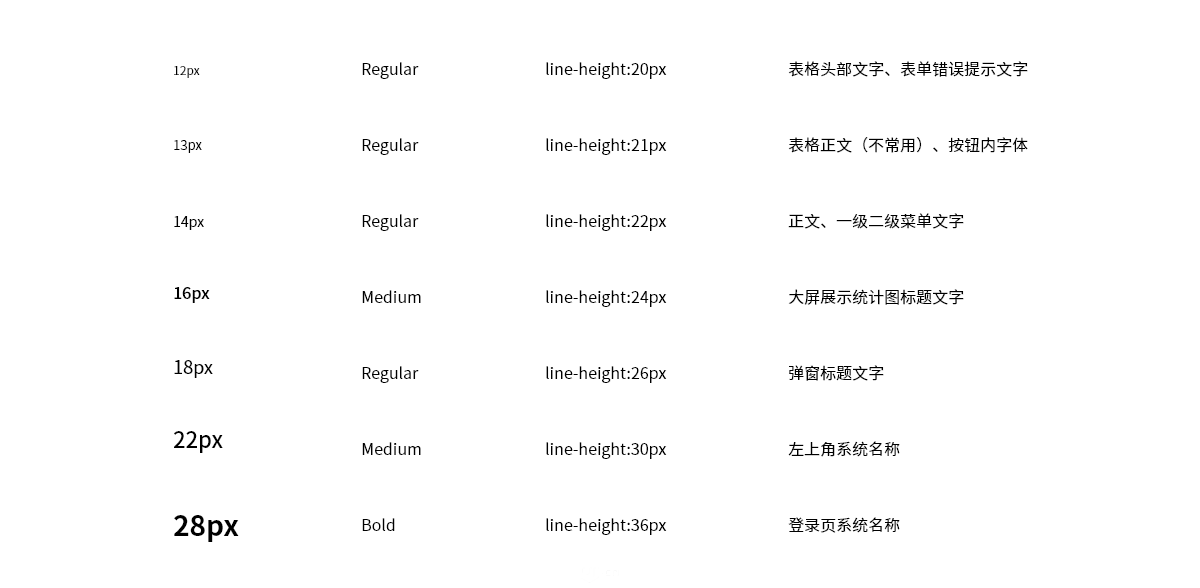 12px Regular line-height:20px 表格头部文字、表单错误提示文字
13px Regular line-height:21px 表格正文（不常用）、按钮内字体
14px Regular line-height:22px 正文、一级二级菜单文字
16px Medium line-height:24px 大屏展示统计图标题文字
18px Regular line-height:26px 弹窗标题文字
22px Medium line-height:30px 左上角系统名称
28px Bold line-height:36px 登录页系统名称